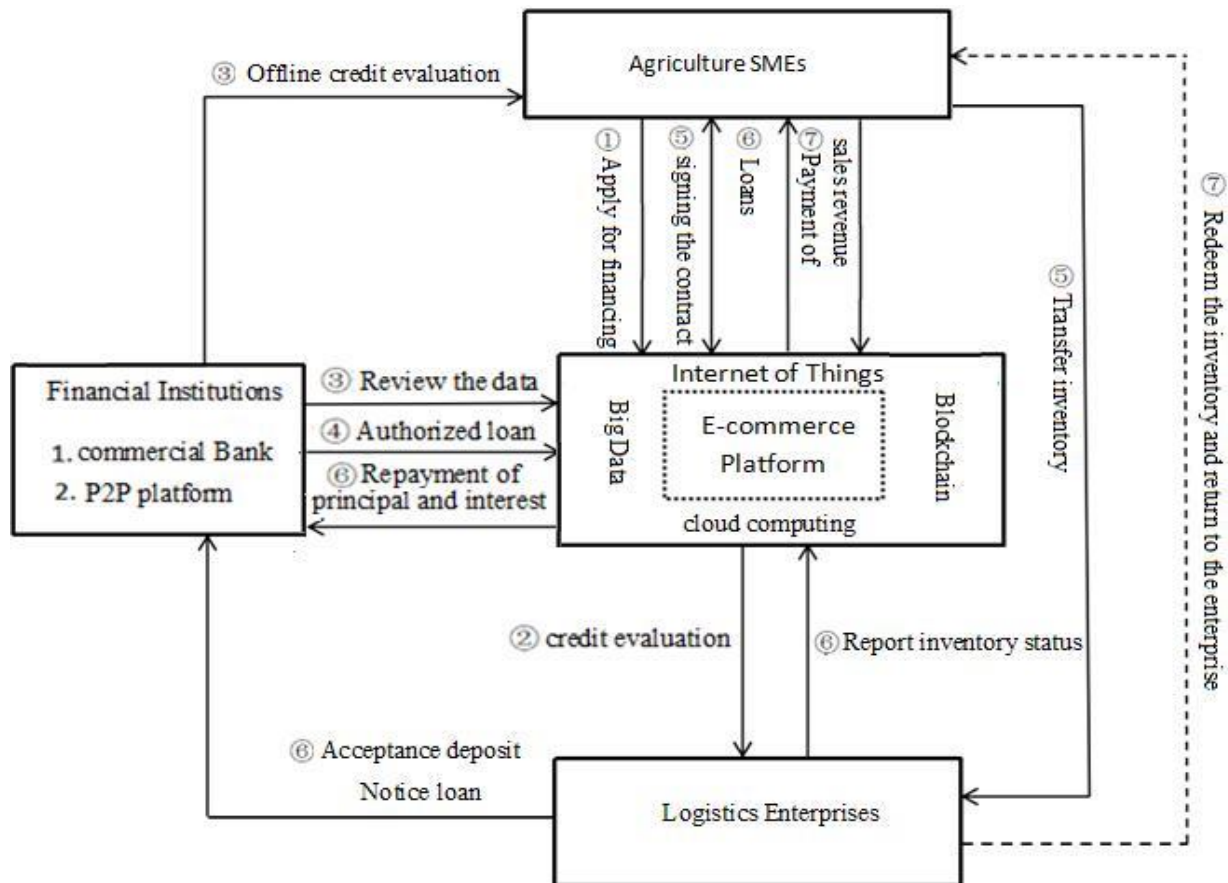 Agriculture SMEs
③ Offline credit evaluation
① Apply for financing
⑤ signing the contract
⑥ Loans
⑦ Payment of
sales revenue
⑤ Transfer inventory
⑦ Redeem the inventory and return to the enterprise
Financial Institutions
1. commercial Bank
2. P2P platform
③ Review the data
④ Authorized loan
⑥ Repayment of
principal and interest
Internet of Things
Big Data
E-commerce
Platform
Blockchain
cloud computing
② credit evaluation
⑥ Report inventory status
⑥ Acceptance deposit
Notice loan
Logistics Enterprises